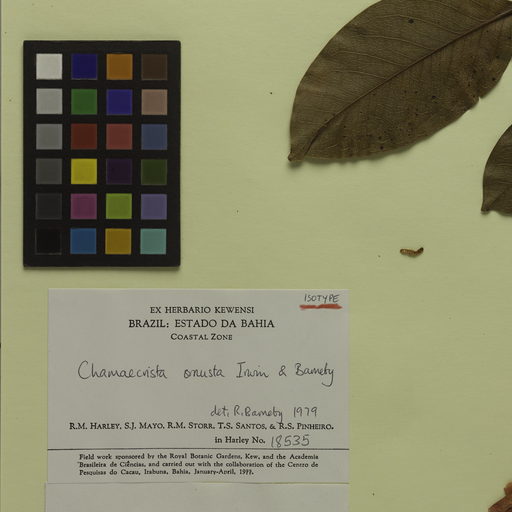 ISOTYPE
EX HERBARIO KEWENSI
BRAZIL: ESTADO DA BAHIA
COASTAL ZONE
Chamaecrista onusta Irwin & Barneby
det. R. Barneby 1979
R.M. HARLEY, S.J. MAYO, R.M. STORR, T.S. SANTOS, & R.S. PINHEIRO.
in Harley No. 18535
Field work sponsored by the Royal Botanic Gardens, Kew, and the Academia
Brasileira de Ciências, and carried out with the collaboration of the Centro de
Pesquisas do Cacau, Itabuna, Bahia, January-April, 1977.